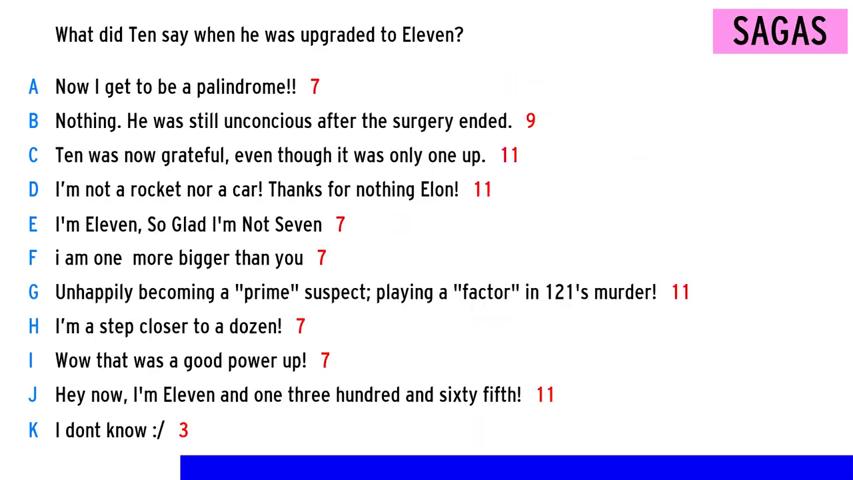 What did Ten say when he was upgraded to Eleven?
SAGAS
A Now I get to be a palindrome!! 7
B Nothing. He was still unconcious after the surgery ended. 9
C Ten was now grateful, even though it was only one up. 11
D I'm not a rocket nor a car! Thanks for nothing Elon! 11
E I'm Eleven, So Glad I'm Not Seven 7
F i am one  more bigger than you 7
G Unhappily becoming a "prime" suspect; playing a "factor" in 121's murder! 11
H I'm a step closer to a dozen! 7
I Wow that was a good power up! 7
J Hey now, I'm Eleven and one three hundred and sixty fifth! 11
K I dont know :/ 3